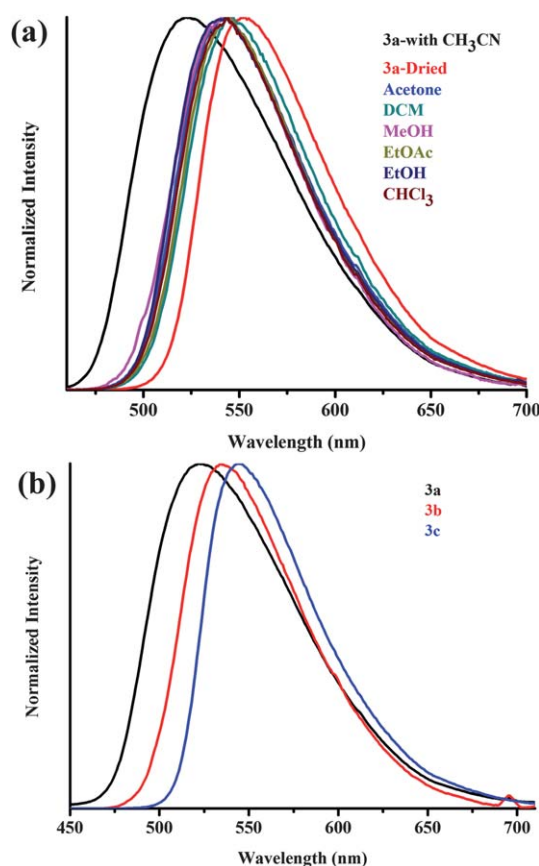 (a)
3a-with CH₃CN
3a-Dried
Acetone
DCM
MeOH
EtOAc
EtOH
CHCl₃
Normalized Intensity
500 550 600 650 700
Wavelength (nm)
(b)
3a
3b
3c
Normalized Intensity
450 500 550 600 650 700
Wavelength (nm)